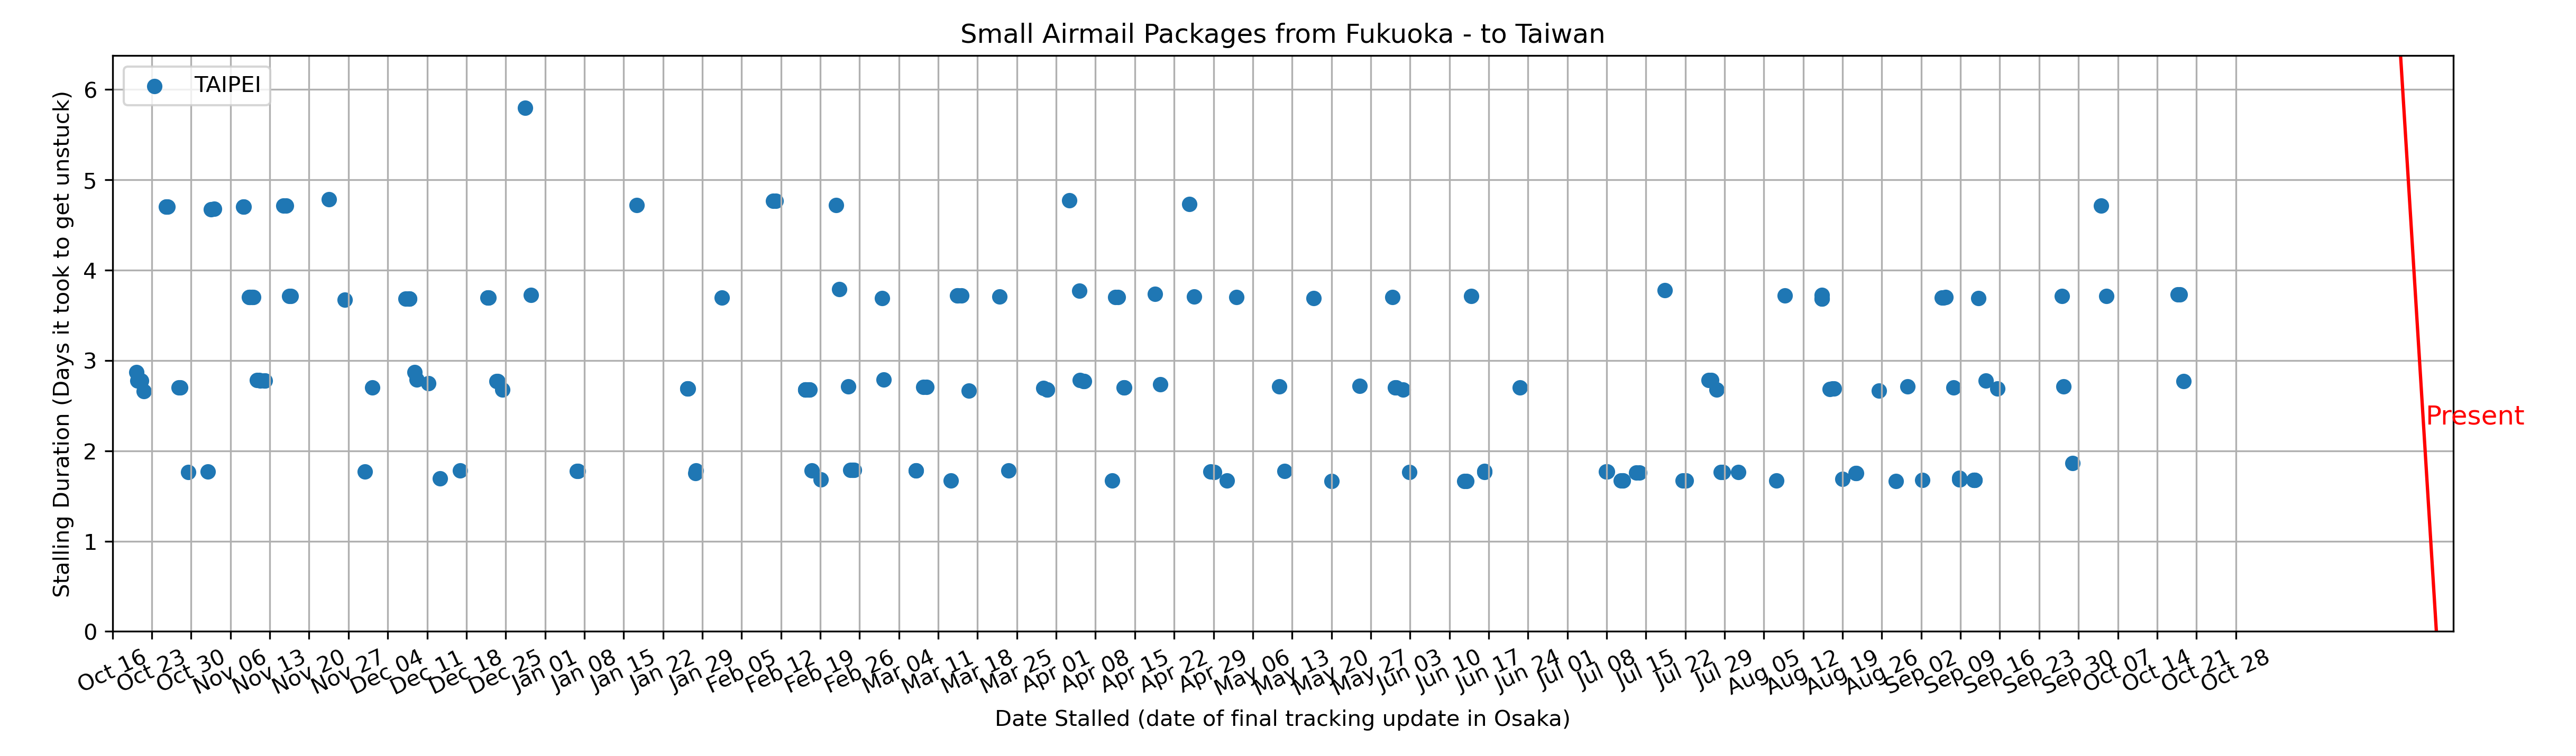 Small Airmail Packages from Fukuoka - to Taiwan
TAIPEI
Stalling Duration (Days it took to get unstuck)
6
5
4
3
2
1
0
Present
Oct 16
Oct 23
Oct 30
Nov 06
Nov 13
Nov 20
Nov 27
Dec 04
Dec 11
Dec 18
Dec 25
Jan 01
Jan 08
Jan 15
Jan 22
Jan 29
Feb 05
Feb 12
Feb 19
Feb 26
Mar 04
Mar 11
Mar 18
Mar 25
Apr 01
Apr 08
Apr 15
Apr 22
Apr 29
May 06
May 13
May 20
May 27
Jun 03
Jun 10
Jun 17
Jun 24
Jul 01
Jul 08
Jul 15
Jul 22
Jul 29
Aug 05
Aug 12
Aug 19
Aug 26
Sep 02
Sep 09
Sep 16
Sep 23
Sep 30
Oct 07
Oct 14
Oct 21
Oct 28
Date Stalled (date of final tracking update in Osaka)